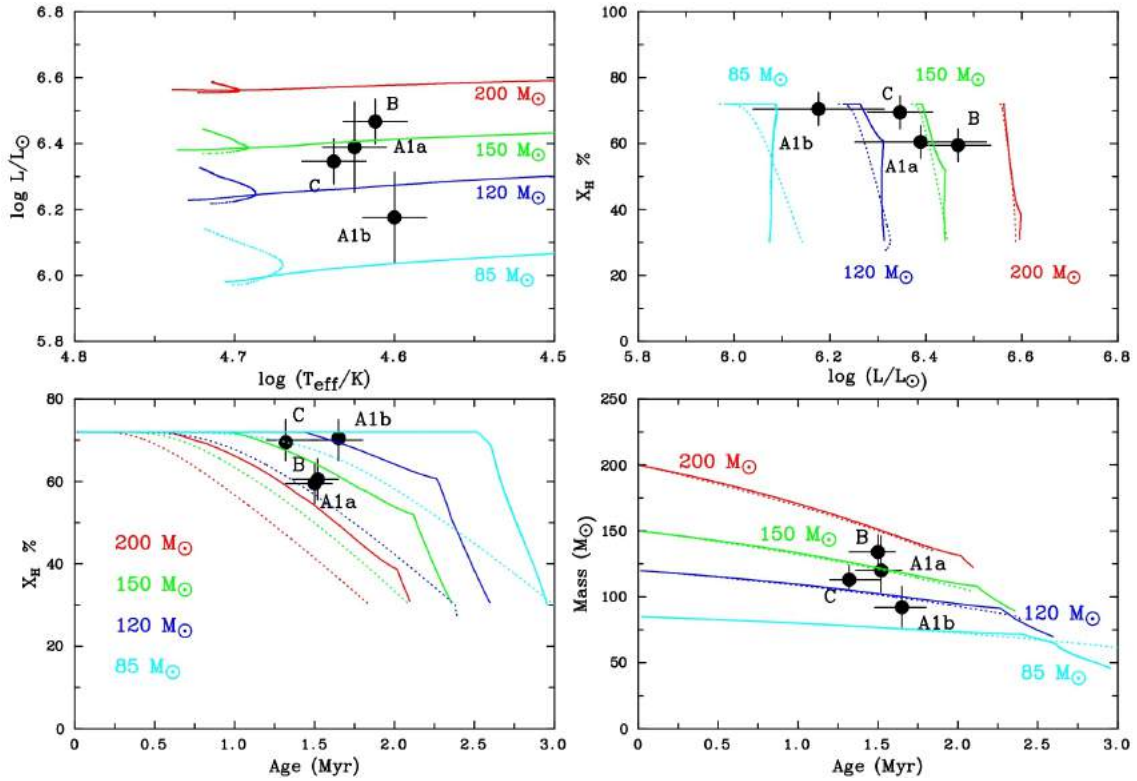 6.8
6.6
6.4
6.2
6.0
5.8
log L/L⊙
200 M⊙
B
150 M⊙
A1a
C
120 M⊙
A1b
85 M⊙
4.8
4.7
4.6
4.5
log (Teff/K)
100
80
60
40
20
0
XH %
85 M⊙
150 M⊙
C
B
A1b
A1a
120 M⊙
200 M⊙
5.8
6.0
6.2
6.4
6.6
6.8
log (L/L⊙)
80
60
40
20
0
XH %
C
A1b
B
A1a
200 M⊙
150 M⊙
120 M⊙
85 M⊙
0
0.5
1.0
1.5
2.0
2.5
3.0
Age (Myr)
250
200
150
100
50
0
Mass (M⊙)
200 M⊙
150 M⊙
B
A1a
C
120 M⊙
A1b
85 M⊙
0
0.5
1.0
1.5
2.0
2.5
3.0
Age (Myr)